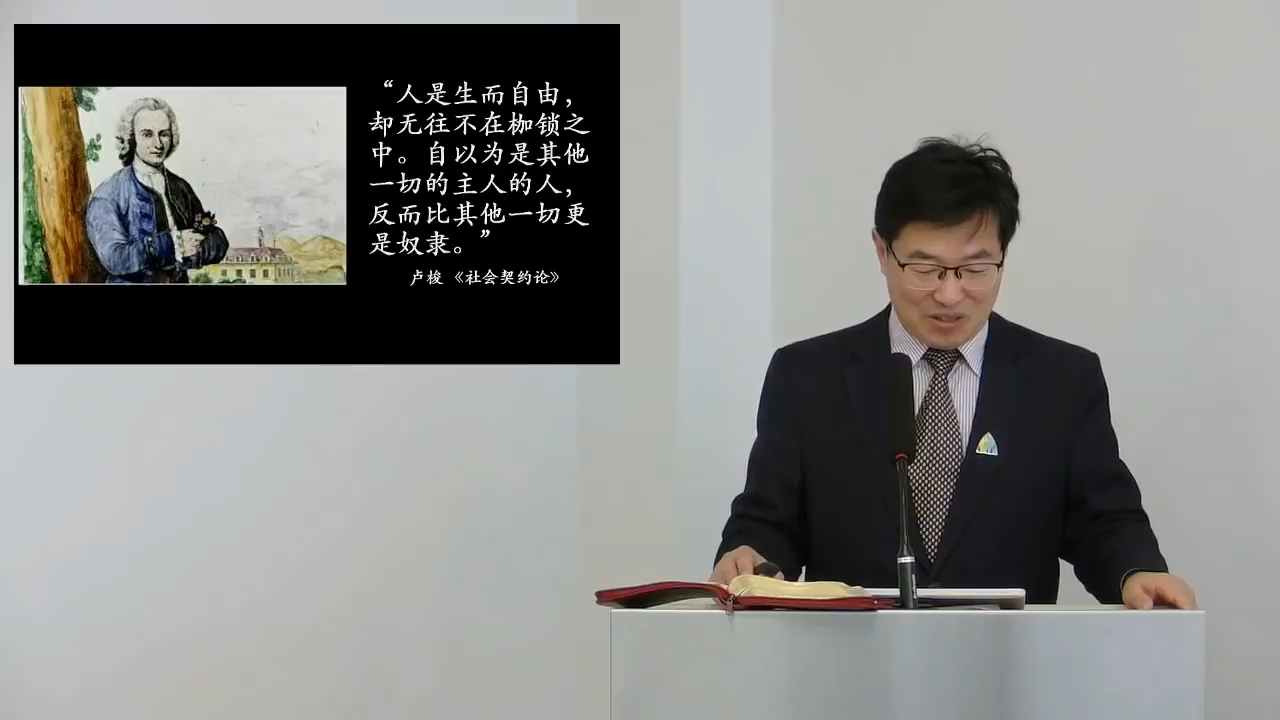 “人是生而自由，
却无往不在枷锁之
中。自以为是其他
一切的主人的人，
反而比其他一切更
是奴隶。”
卢梭《社会契约论》